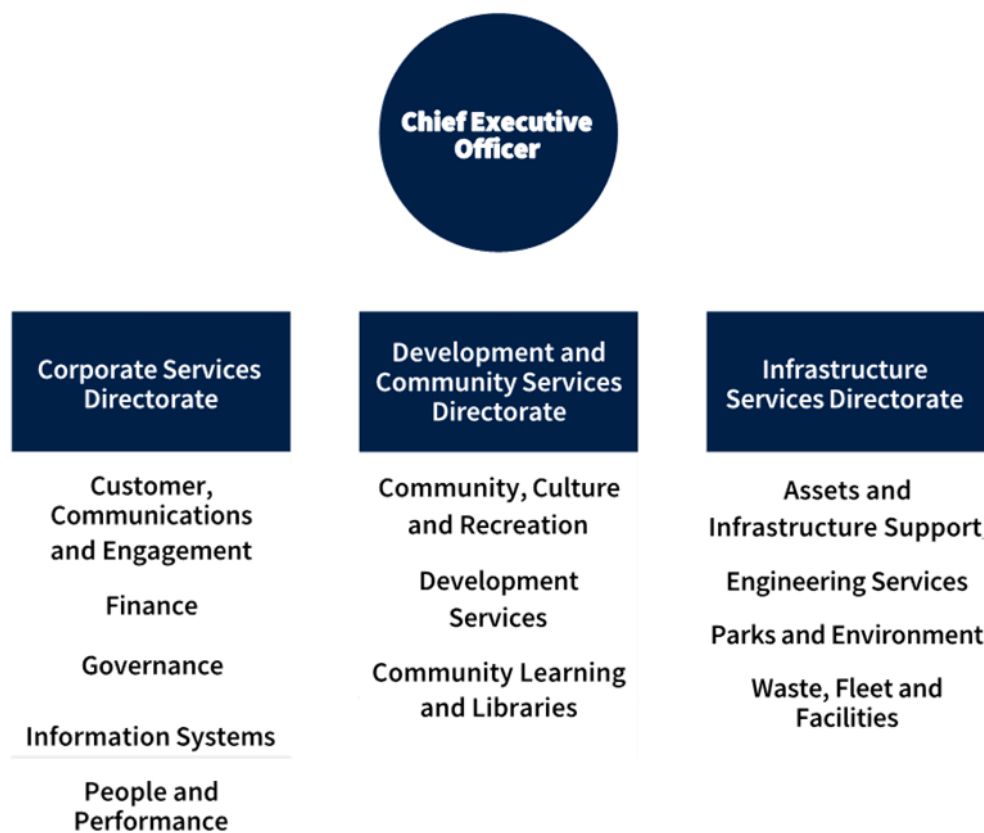 Chief Executive
Officer
Corporate Services
Directorate
Customer,
Communications
and Engagement
Finance
Governance
Information Systems
People and
Performance
Development and
Community Services
Directorate
Community, Culture
and Recreation
Development
Services
Community Learning
and Libraries
Infrastructure
Services Directorate
Assets and
Infrastructure Support,
Engineering Services
Parks and Environment
Waste, Fleet and
Facilities